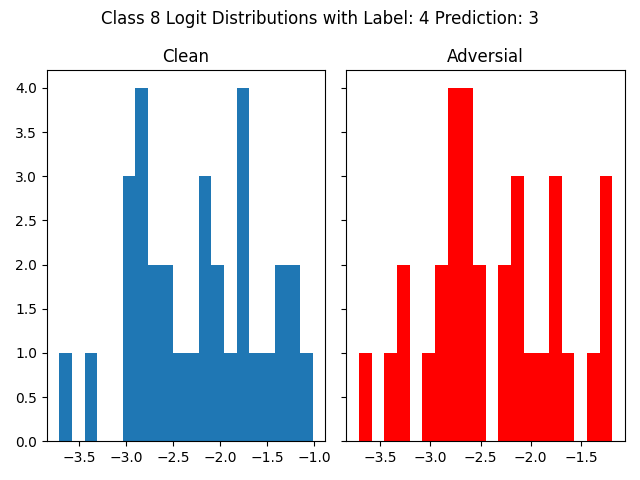 Class 8 Logit Distributions with Label: 4 Prediction: 3
Clean
Adversial
4.0
3.5
3.0
2.5
2.0
1.5
1.0
0.5
0.0
−3.5 −3.0 −2.5 −2.0 −1.5 −1.0
−3.5 −3.0 −2.5 −2.0 −1.5